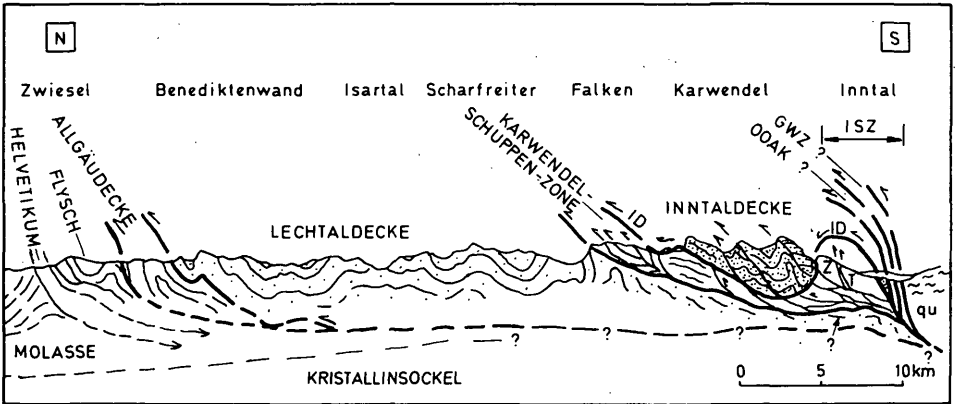 N
S
Zwiesel
Benediktenwand
Isartal
Scharfreiter
Falken
Karwendel
Inntal
ISZ
GWZ ?
OOAK ?
HELVETIKUM
FLYSCH
ALLGÄUDECKE
LECHTALDECKE
KARWENDEL-
SCHUPPEN-ZONE
ID
INNTALDECKE
ID
Z
qu
MOLASSE
?
?
?
?
?
?
KRISTALLINSOCKEL
0
5
10km